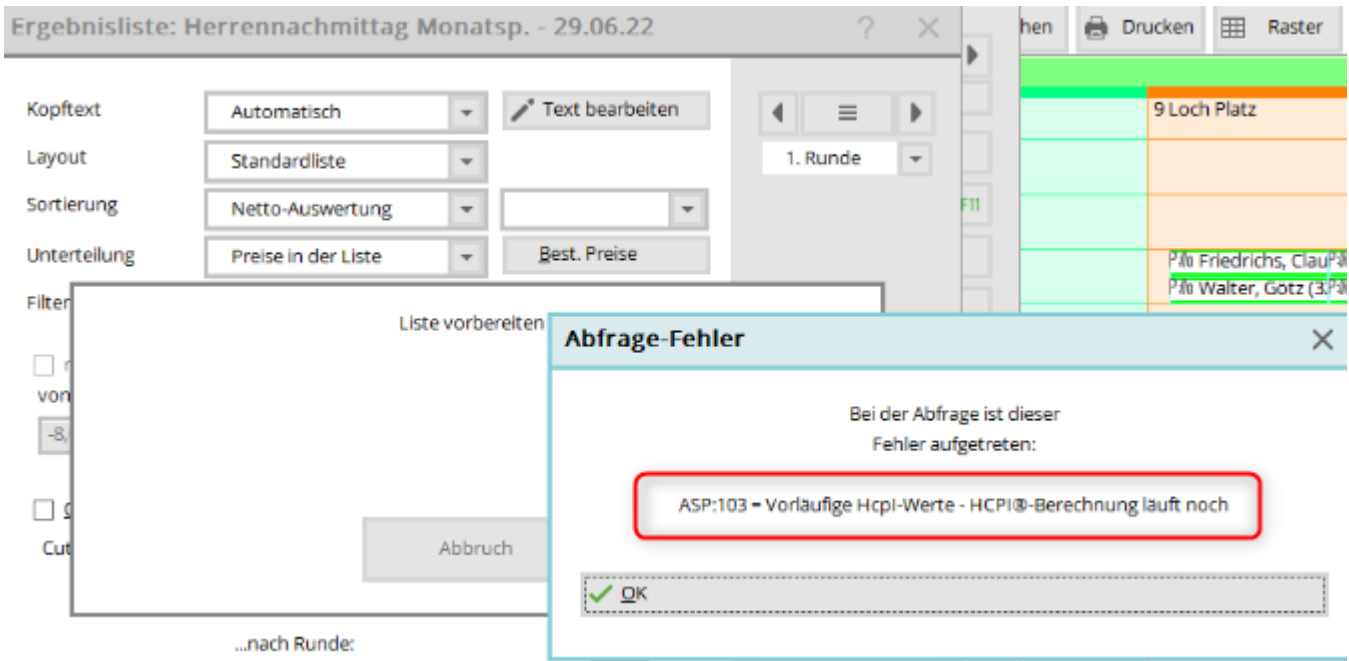 Ergebnisliste: Herrennachmittag Monatsp. - 29.06.22
?
hen Drucken Raster
Kopftext Automatisch Text bearbeiten
9 Loch Platz
Layout Standardliste 1. Runde
Sortierung Netto-Auswertung
F11
Unterteilung Preise in der Liste Best. Preise
Friedrichs, Clau
Walter, Götz (3.
Filter
Liste vorbereiten
Abfrage-Fehler
von
-8,
Bei der Abfrage ist dieser
Fehler aufgetreten:
ASP:103 = Vorläufige HcpI-Werte - HCPI®-Berechnung läuft noch
Cut
Abbruch
OK
...nach Runde: